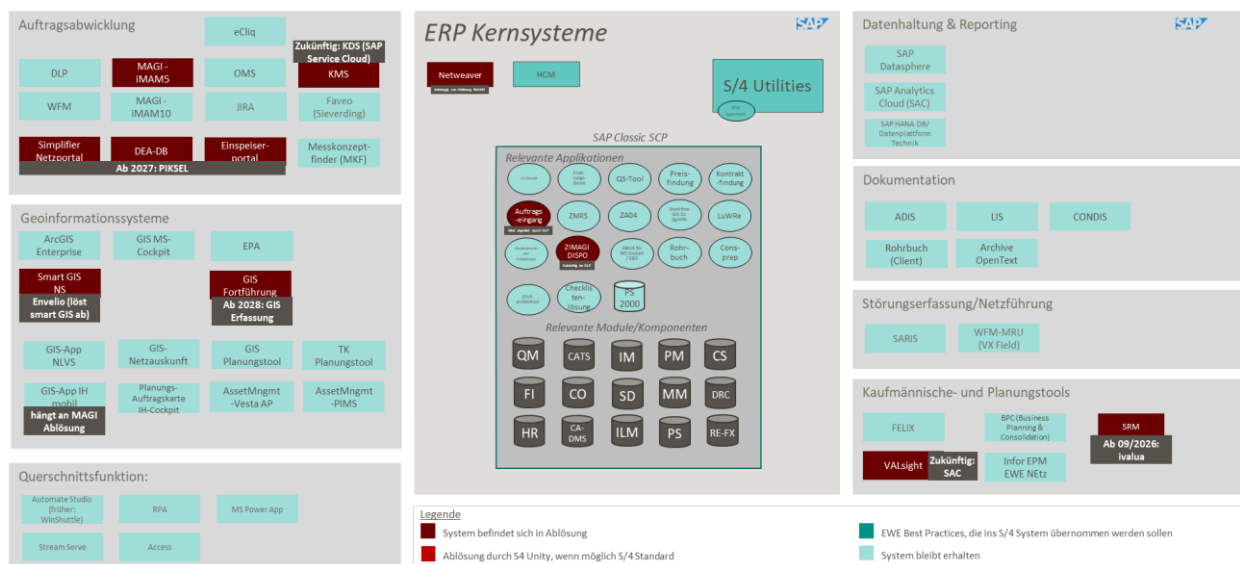 Auftragsabwicklung
eCliq
Zukünftig: KDS (SAP
Service Cloud)
DLP
MAGI -
iMAM5
OMS
KMS
WFM
MAGI -
iMAM10
JIRA
Faveo
(Sieverding)
Simplifier
Netzportal
DEA-DB
Einspeiser-
portal
Messkonzept-
finder (MKF)
Ab 2027: PIKSEL
Geoinformationssysteme
ArcGIS
Enterprise
GIS MS-
Cockpit
EPA
Smart GIS
NS
GIS
Fortführung
Envelio (löst
smart GIS ab)
Ab 2028: GIS
Erfassung
GIS-App
NLVS
GIS-
Netzauskunft
GIS
Planungstool
TK
Planungstool
GIS-App IH
mobil
Planungs-
Auftragskarte
IH-Cockpit
AssetMngmt
-Vesta AP
AssetMngmt
-PIMS
hängt an MAGI
Ablösung
Querschnittsfunktion:
Automate Studio
(früher:
WinShuttle)
RPA
MS Power App
Stream Serve
Access
ERP Kernsysteme
SAP
Netweaver
HCM
S/4 Utilities
SAP Classic SCP
Relevante Applikationen
QS-Tool
Preis-
findung
Kontrakt
-findung
Auftrags
-eingang
ZMRS
ZA04
LuWRe
ZIMAGI
DISPO
Rohr-
buch
Cons-
prep
Checklis
ten-
lösung
PS
2000
Relevante Module/Komponenten
QM
CATS
IM
PM
CS
FI
CO
SD
MM
DRC
HR
CA-
DMS
ILM
PS
RE-FX
Datenhaltung & Reporting
SAP
SAP
Datasphere
SAP Analytics
Cloud (SAC)
SAP HANA DB/
Datenplattform
Technik
Dokumentation
ADIS
LIS
CONDIS
Rohrbuch
(Client)
Archive
OpenText
Störungserfassung/Netzführung
SARIS
WFM-MRU
(VX Field)
Kaufmännische- und Planungstools
FELIX
BPC (Business
Planning &
Consolidation)
SRM
Ab 09/2026:
ivalua
VALsight
Zukünftig:
SAC
Infor EPM
EWE NEtz
Legende
System befindet sich in Ablösung
EWE Best Practices, die ins S/4 System übernommen werden sollen
Ablösung durch S4 Unity, wenn möglich S/4 Standard
System bleibt erhalten